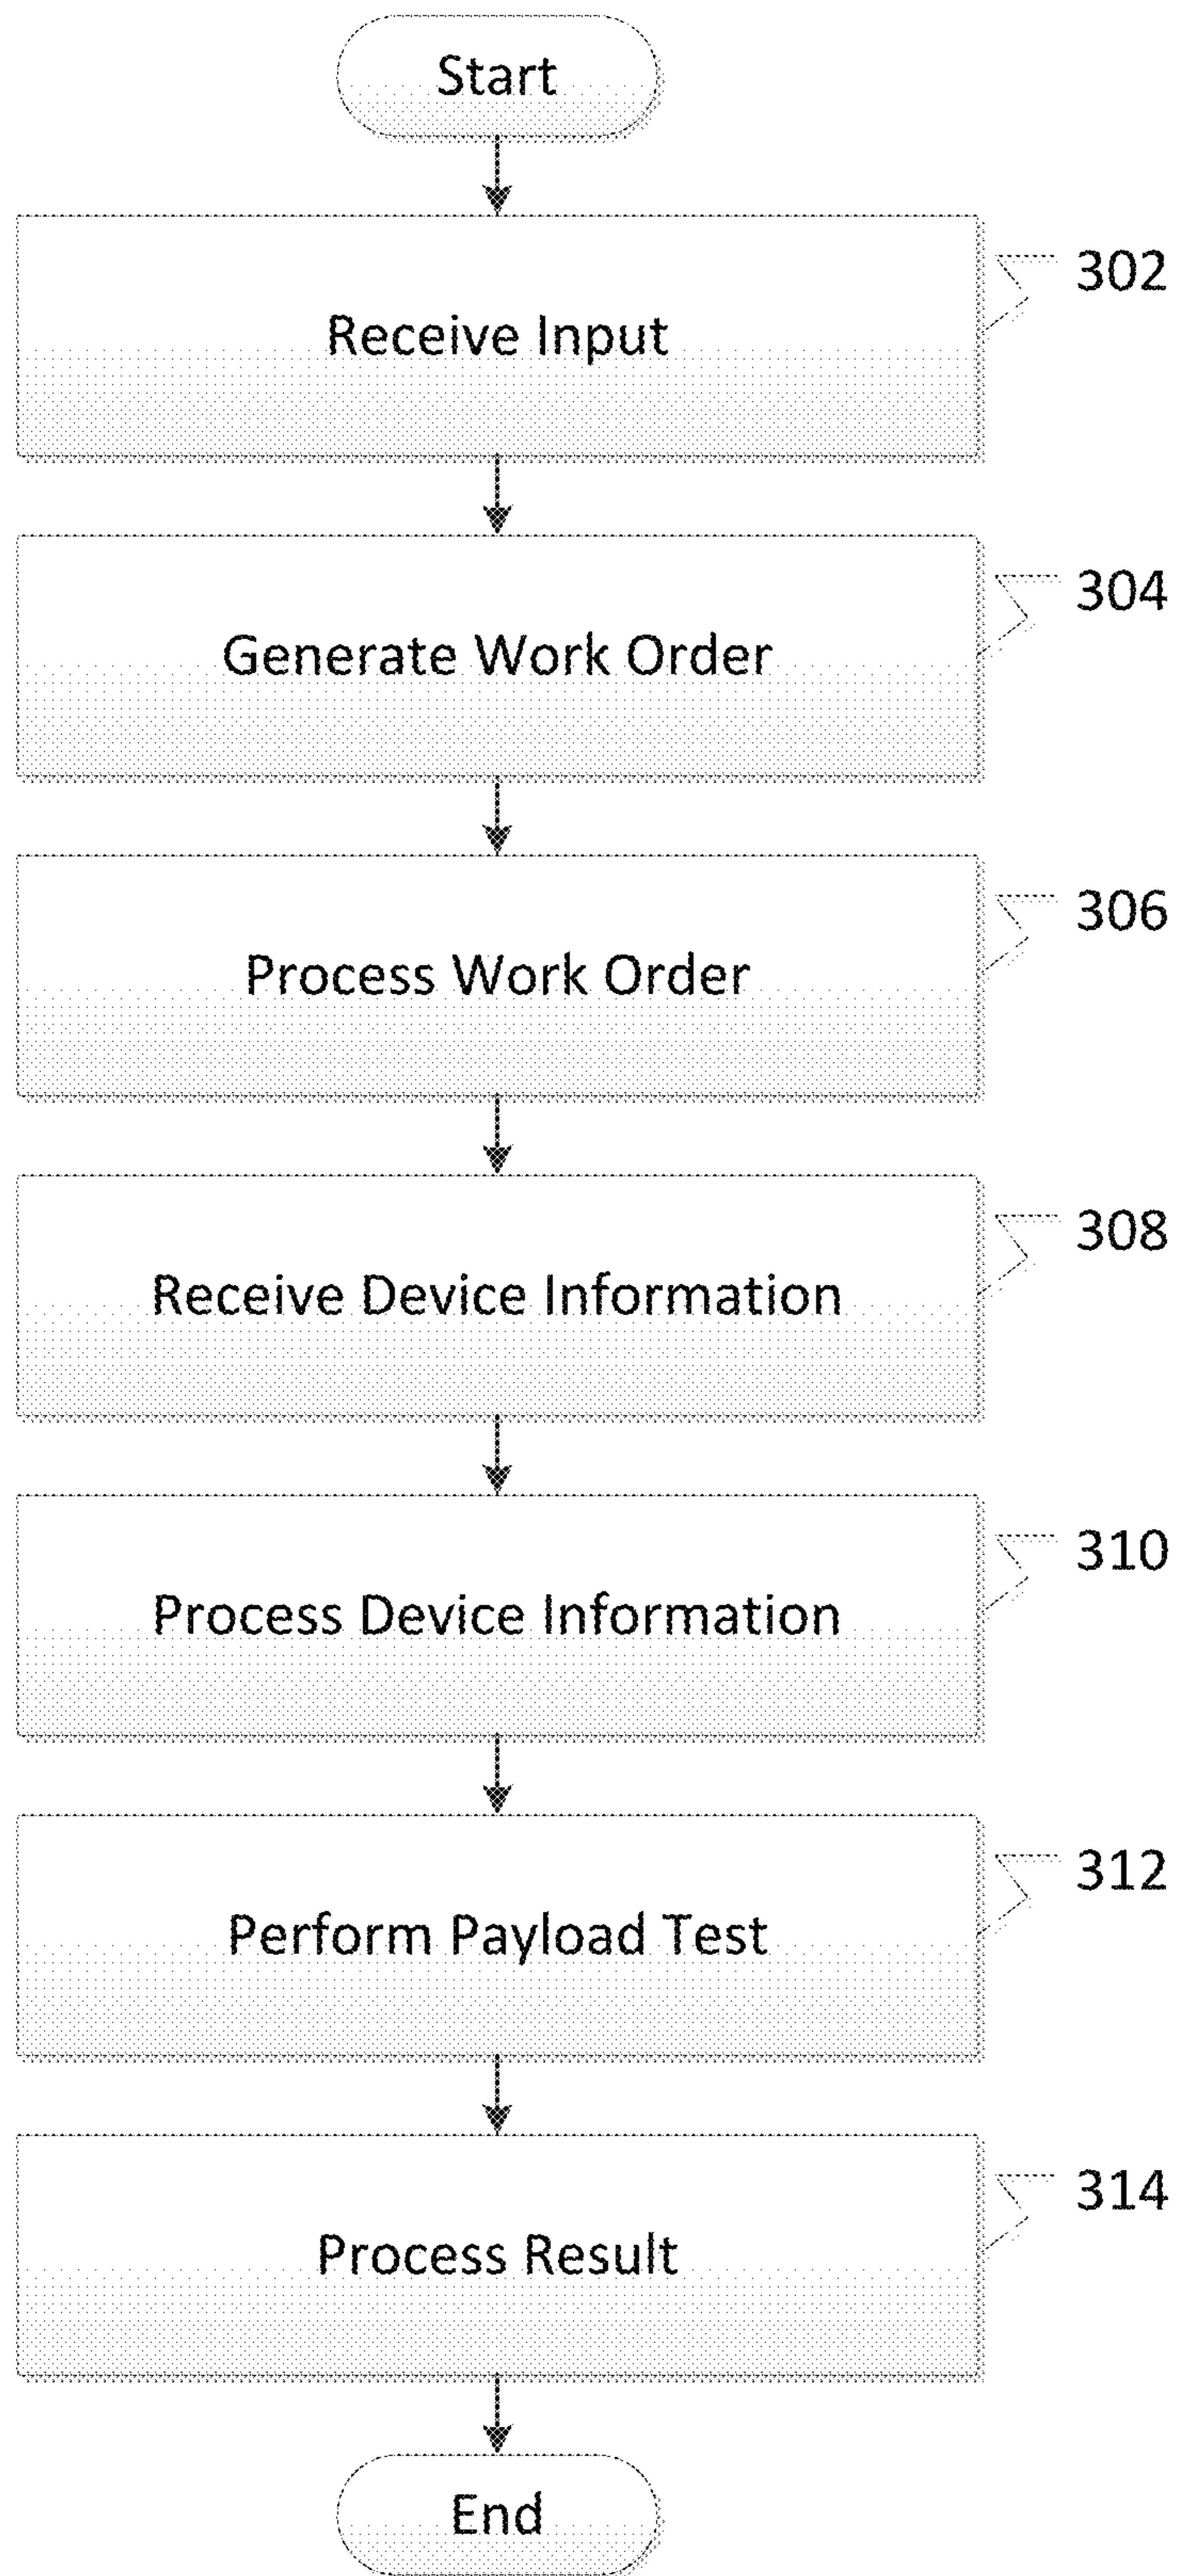 Start
302
Receive Input
304
Generate Work Order
306
Process Work Order
308
Receive Device Information
310
Process Device Information
312
Perform Payload Test
314
Process Result
End